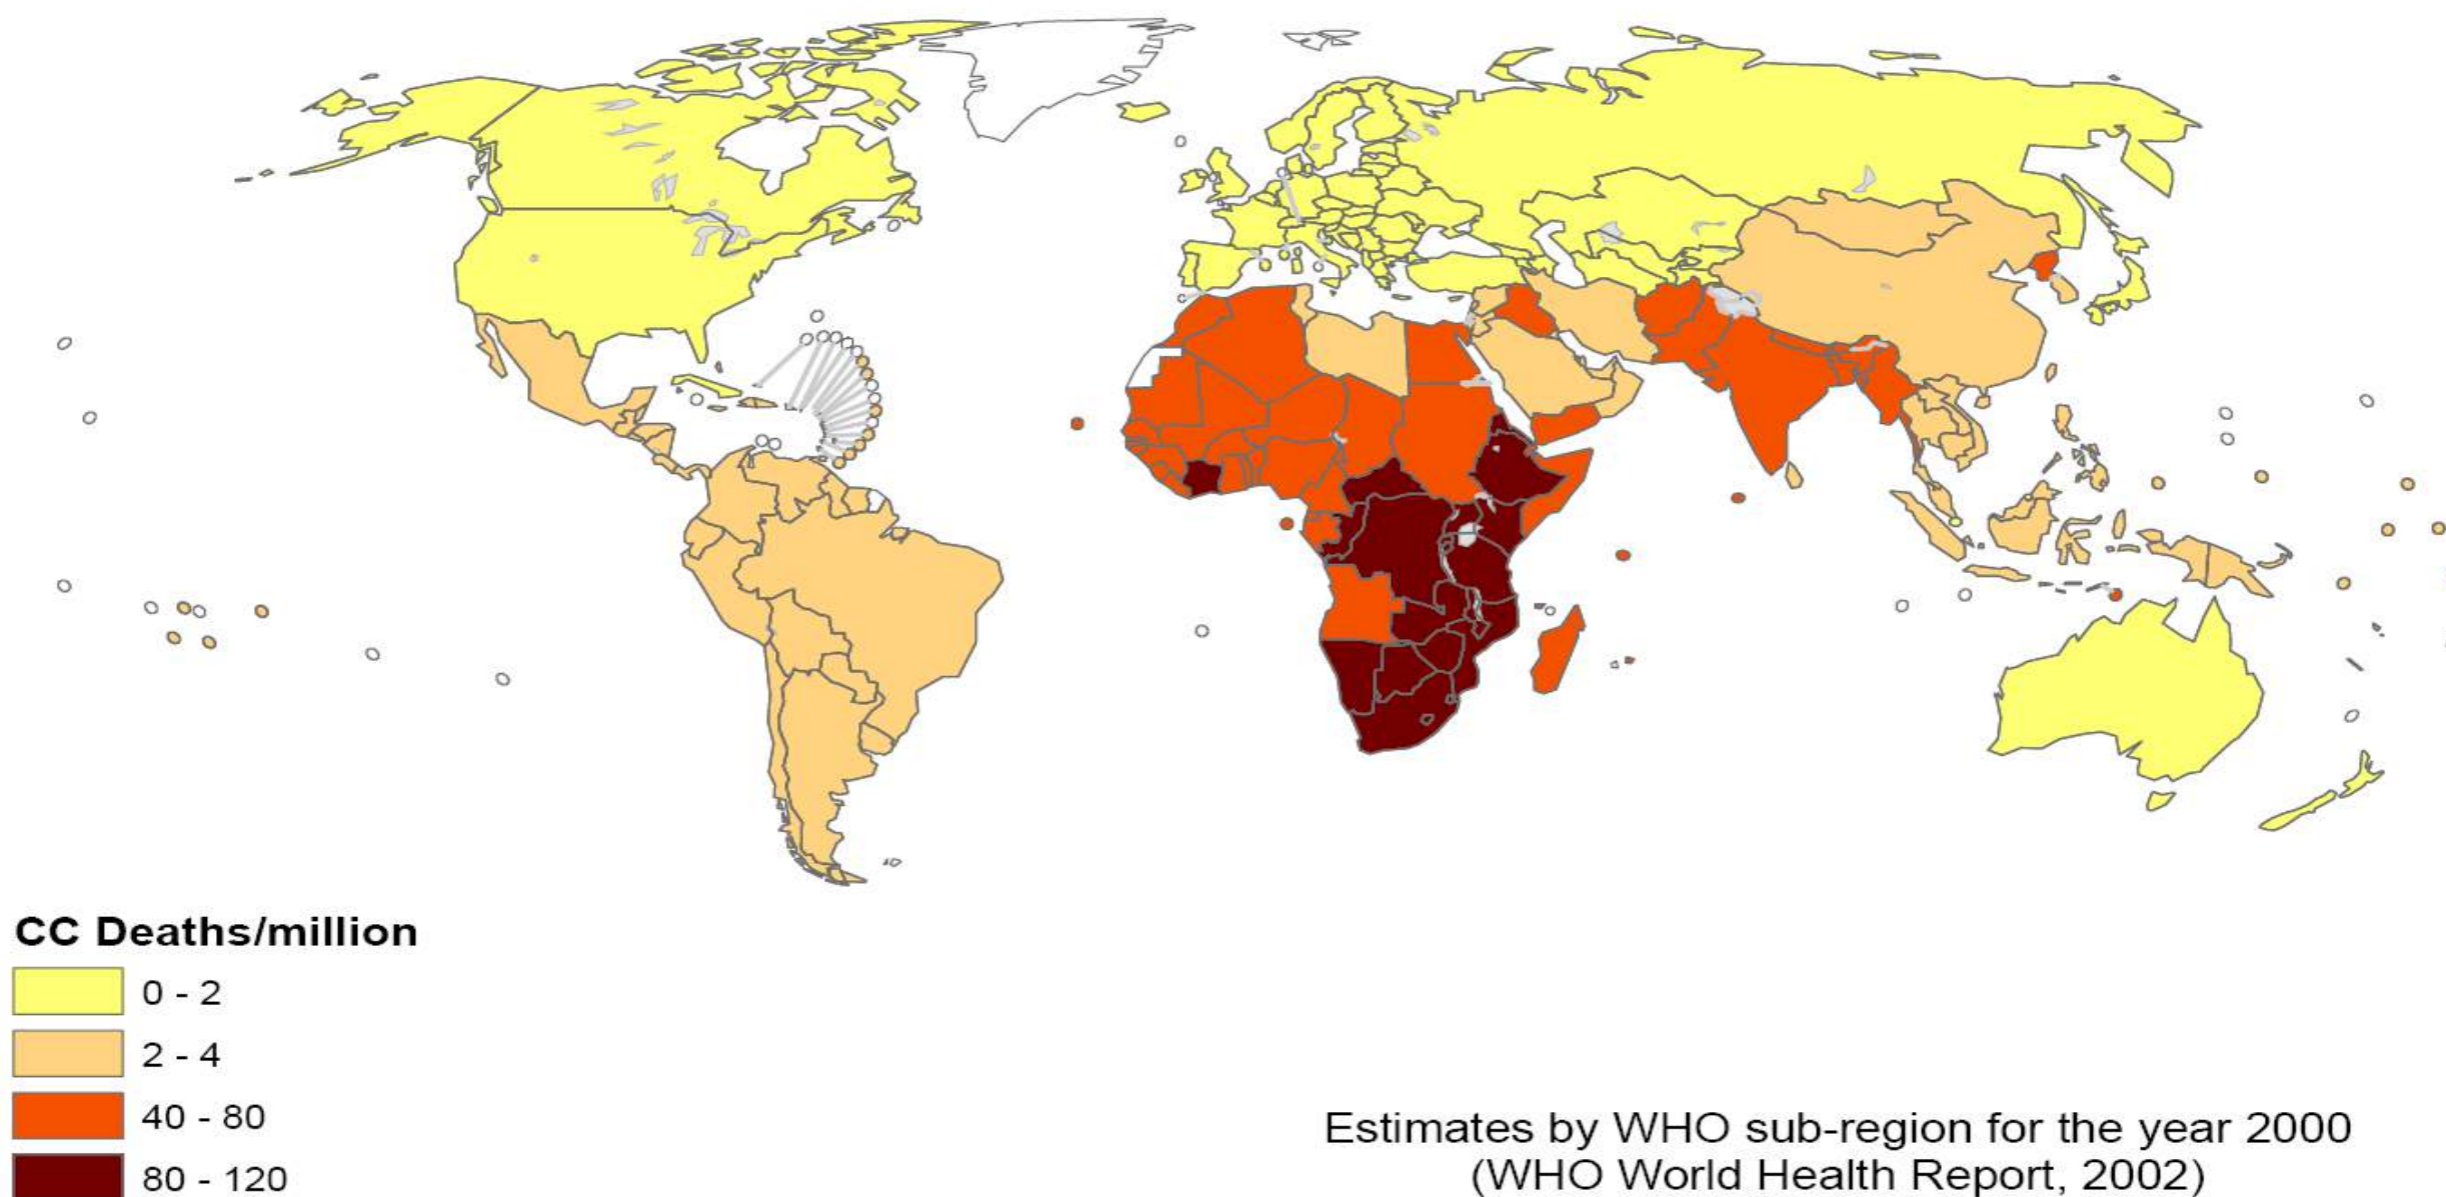 CC Deaths/million
0 - 2
2 - 4
40 - 80
80 - 120
Estimates by WHO sub-region for the year 2000
(WHO World Health Report, 2002)